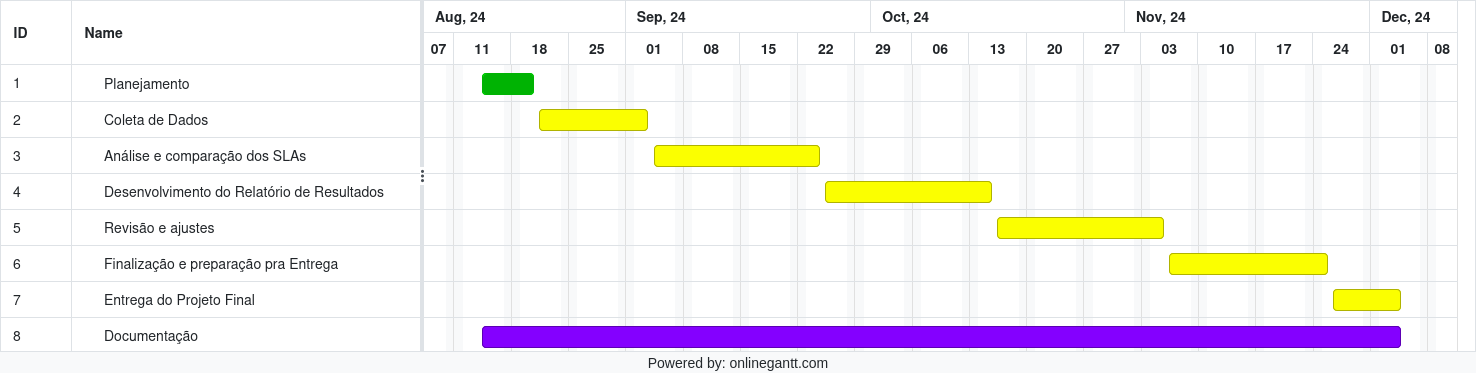 ID Name Aug, 24 Sep, 24 Oct, 24 Nov, 24 Dec, 24
07 11 18 25 01 08 15 22 29 06 13 20 27 03 10 17 24 01 08
1 Planejamento
2 Coleta de Dados
3 Análise e comparação dos SLAs
4 Desenvolvimento do Relatório de Resultados
5 Revisão e ajustes
6 Finalização e preparação pra Entrega
7 Entrega do Projeto Final
8 Documentação
Powered by: onlinegantt.com